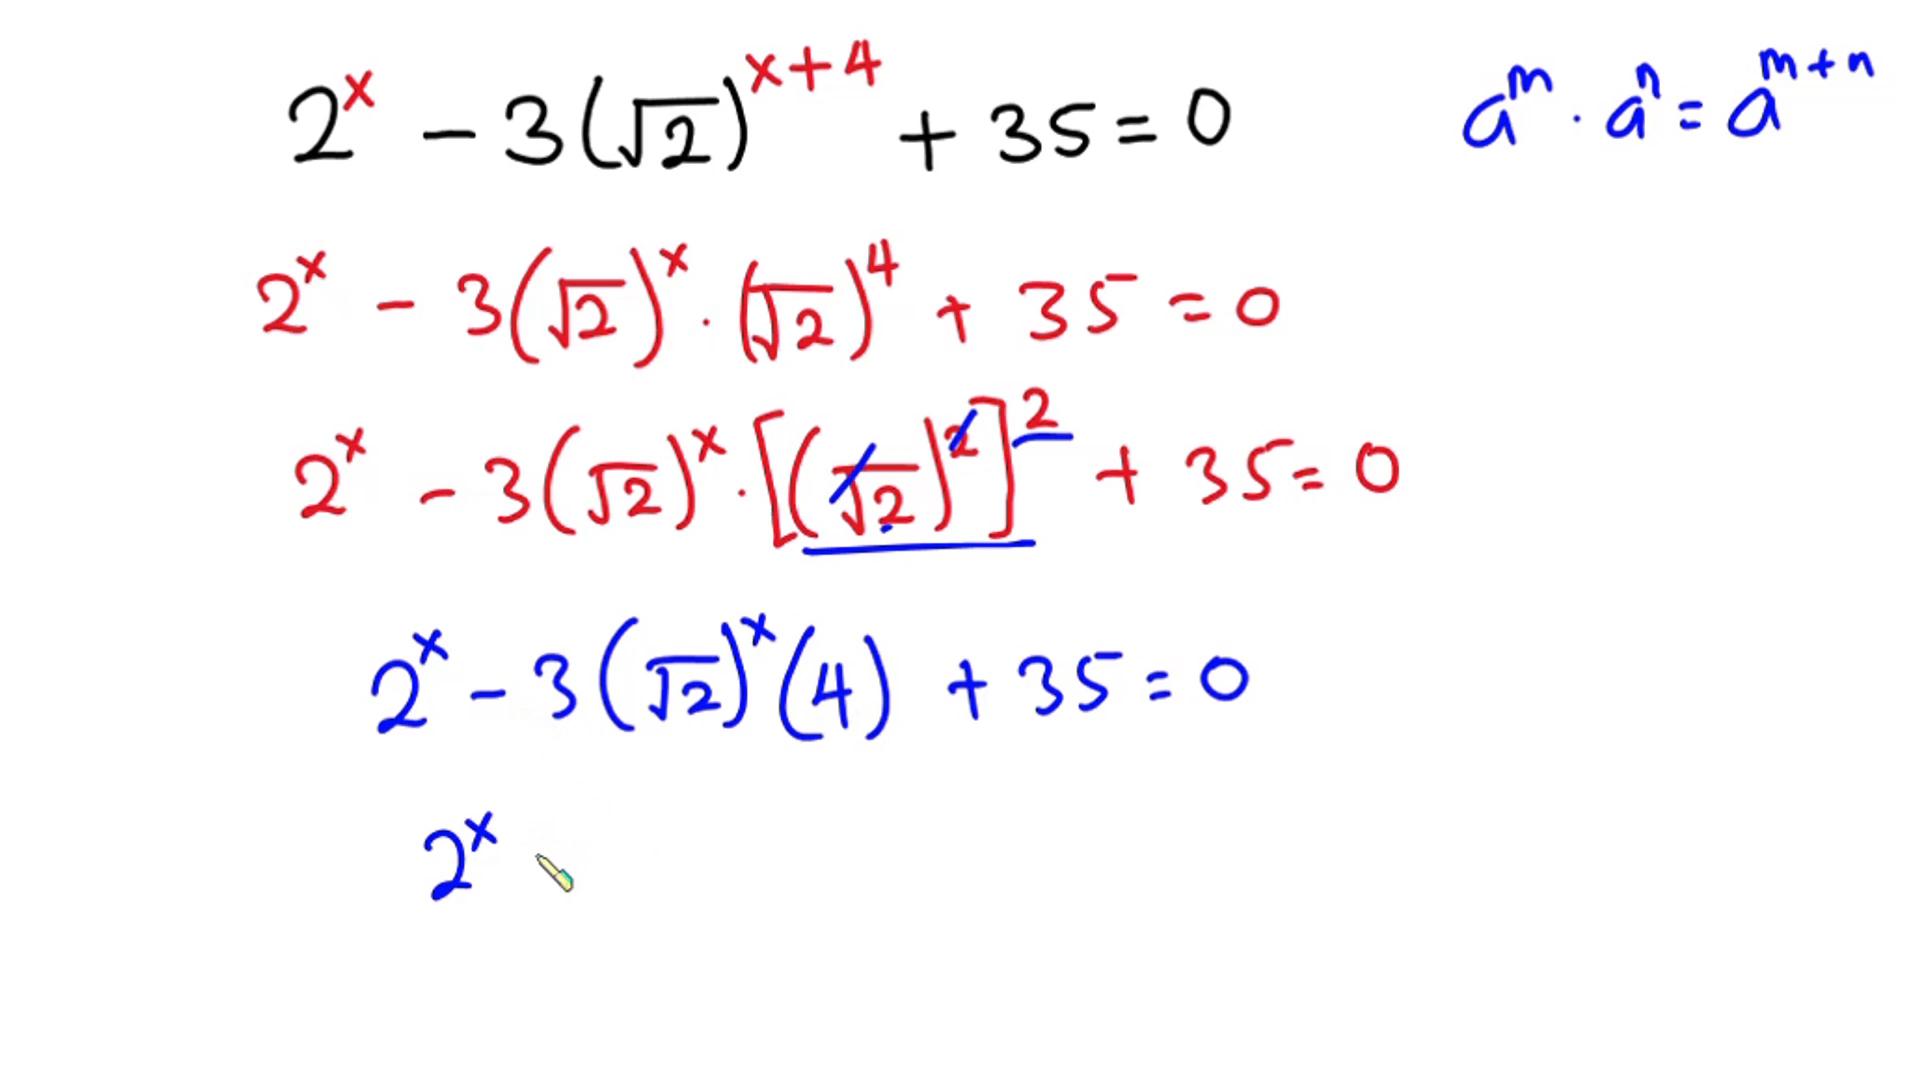 2^x - 3(√2)^(x+4) + 35 = 0
a^m · a^n = a^(m+n)
2^x - 3(√2)^x · (√2)^4 + 35 = 0
2^x - 3(√2)^x · [(√2)^2]^2 + 35 = 0
2^x - 3(√2)^x (4) + 35 = 0
2^x